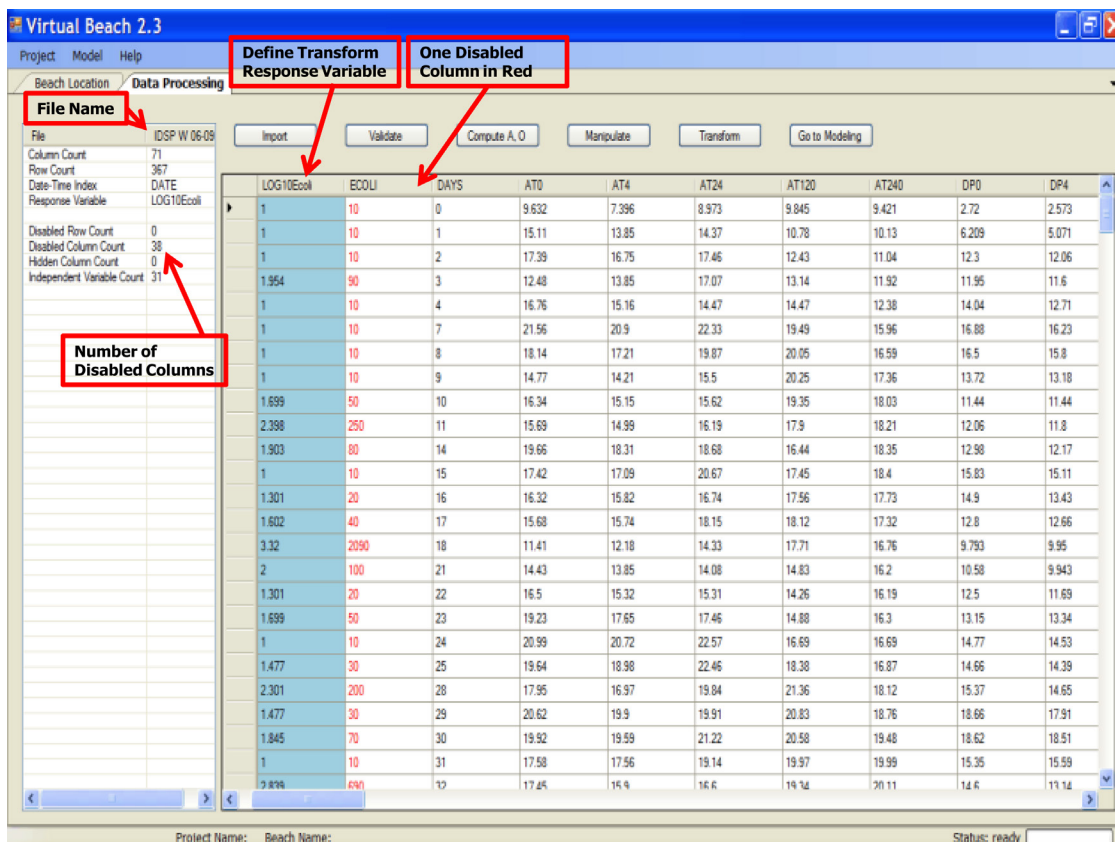 Virtual Beach 2.3
Project Model Help
Define Transform
Response Variable
One Disabled
Column in Red
Beach Location Data Processing
File Name
File IDSP W 06-09
Column Count 71
Row Count 367
Date-Time Index DATE
Response Variable LOG10Ecoli
Disabled Row Count 0
Disabled Column Count 38
Hidden Column Count 0
Independent Variable Count 31
Number of
Disabled Columns
Import Validate Compute A, O Manipulate Transform Go to Modeling
LOG10Ecoli ECOLI DAYS AT0 AT4 AT24 AT120 AT240 DP0 DP4
1 10 0 9.632 7.396 8.973 9.845 9.421 2.72 2.573
1 10 1 15.11 13.85 14.37 10.78 10.13 6.209 5.071
1 10 2 17.39 16.75 17.46 12.43 11.04 12.3 12.06
1.954 90 3 12.48 13.85 17.07 13.14 11.92 11.95 11.6
1 10 4 16.76 15.16 14.47 14.47 12.38 14.04 12.71
1 10 7 21.56 20.9 22.33 19.49 15.96 16.88 16.23
1 10 8 18.14 17.21 19.87 20.05 16.59 16.5 15.8
1 10 9 14.77 14.21 15.5 20.25 17.36 13.72 13.18
1.699 50 10 16.34 15.15 15.62 19.35 18.03 11.44 11.44
2.398 250 11 15.69 14.99 16.19 17.9 18.21 12.06 11.8
1.903 80 14 19.66 18.31 18.68 16.44 18.35 12.98 12.17
1 10 15 17.42 17.09 20.67 17.45 18.4 15.83 15.11
1.301 20 16 16.32 15.82 16.74 17.56 17.73 14.9 13.43
1.602 40 17 15.68 15.74 18.15 18.12 17.32 12.8 12.66
3.32 2090 18 11.41 12.18 14.33 17.71 16.76 9.793 9.95
2 100 21 14.43 13.85 14.08 14.83 16.2 10.58 9.943
1.301 20 22 16.5 15.32 15.31 14.26 16.19 12.5 11.69
1.699 50 23 19.23 17.65 17.46 14.88 16.3 13.15 13.34
1 10 24 20.99 20.72 22.57 16.69 16.69 14.77 14.53
1.477 30 25 19.64 18.98 22.46 18.38 16.87 14.66 14.39
2.301 200 28 17.95 16.97 19.84 21.36 18.12 15.37 14.65
1.477 30 29 20.62 19.9 19.91 20.83 18.76 18.66 17.91
1.845 70 30 19.92 19.59 21.22 20.58 19.48 18.62 18.51
1 10 31 17.58 17.56 19.14 19.97 19.99 15.35 15.59
2.839 690 32 17.45 15.9 16.6 19.34 20.11 14.6 13.14
Project Name: Beach Name: Status: ready